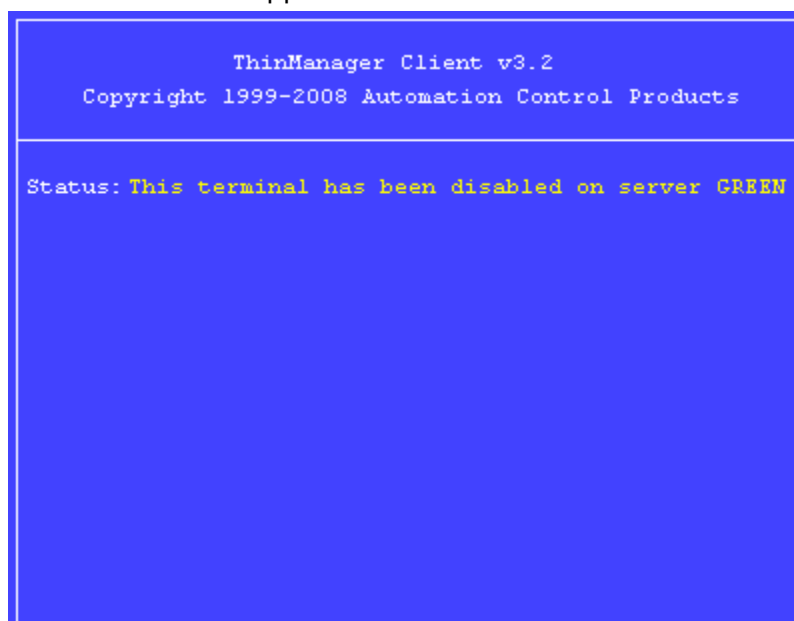 ThinManager Client v3.2
Copyright 1999-2008 Automation Control Products
Status: This terminal has been disabled on server GREEN